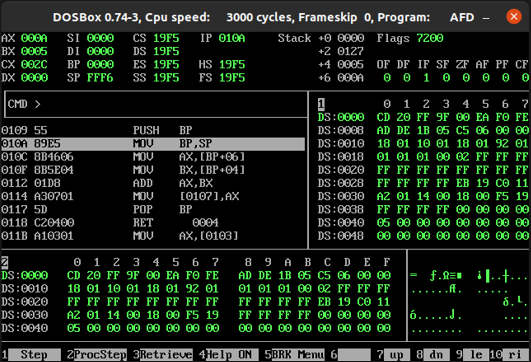 DOSBox 0.74-3, Cpu speed: 3000 cycles, Frameskip 0, Program: AFD
AX 000A SI 0000 CS 19F5 IP 010A Stack +0 0000 Flags 7200
BX 0005 DI 0000 DS 19F5 +2 0127
CX 002C BP 0000 ES 19F5 HS 19F5 +4 0005 OF DF IF SF ZF AF PF CF
DX 0000 SP FFF6 SS 19F5 FS 19F5 +6 000A 0 0 1 0 0 0 0 0
CMD >
1 0 1 2 3 4 5 6 7
DS:0000 CD 20 FF 9F 00 EA F0 FE
DS:0008 AD DE 1B 05 C5 06 00 00
DS:0010 18 01 10 01 18 01 92 01
DS:0018 01 01 01 00 02 FF FF FF
DS:0020 FF FF FF FF FF FF FF FF
DS:0028 FF FF FF FF EB 19 C0 11
DS:0030 A2 01 14 00 18 00 F5 19
DS:0038 FF FF FF FF 00 00 00 00
DS:0040 05 00 00 00 00 00 00 00
DS:0048 00 00 00 00 00 00 00 00
0109 55 PUSH BP
010A 89E5 MOV BP,SP
010C 8B4606 MOV AX,[BP+06]
010F 8B5E04 MOV BX,[BP+04]
0112 01D8 ADD AX,BX
0114 A30701 MOV [0107],AX
0117 5D POP BP
0118 C20400 RET 0004
011B A10301 MOV AX,[0103]
2 0 1 2 3 4 5 6 7 8 9 A B C D E F
DS:0000 CD 20 FF 9F 00 EA F0 FE AD DE 1B 05 C5 06 00 00
DS:0010 18 01 10 01 18 01 92 01 01 01 01 00 02 FF FF FF
DS:0020 FF FF FF FF FF FF FF FF FF FF FF FF EB 19 C0 11
DS:0030 A2 01 14 00 18 00 F5 19 FF FF FF FF 00 00 00 00
DS:0040 05 00 00 00 00 00 00 00 00 00 00 00 00 00 00 00
1 Step 2ProcStep 3Retrieve 4Help ON 5BRK Menu 6 7 up 8 dn 9 le 10 ri